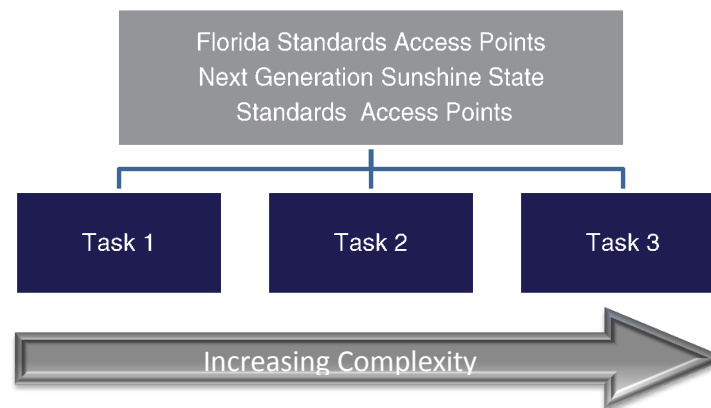 Florida Standards Access Points
Next Generation Sunshine State
Standards Access Points
Task 1
Task 2
Task 3
Increasing Complexity